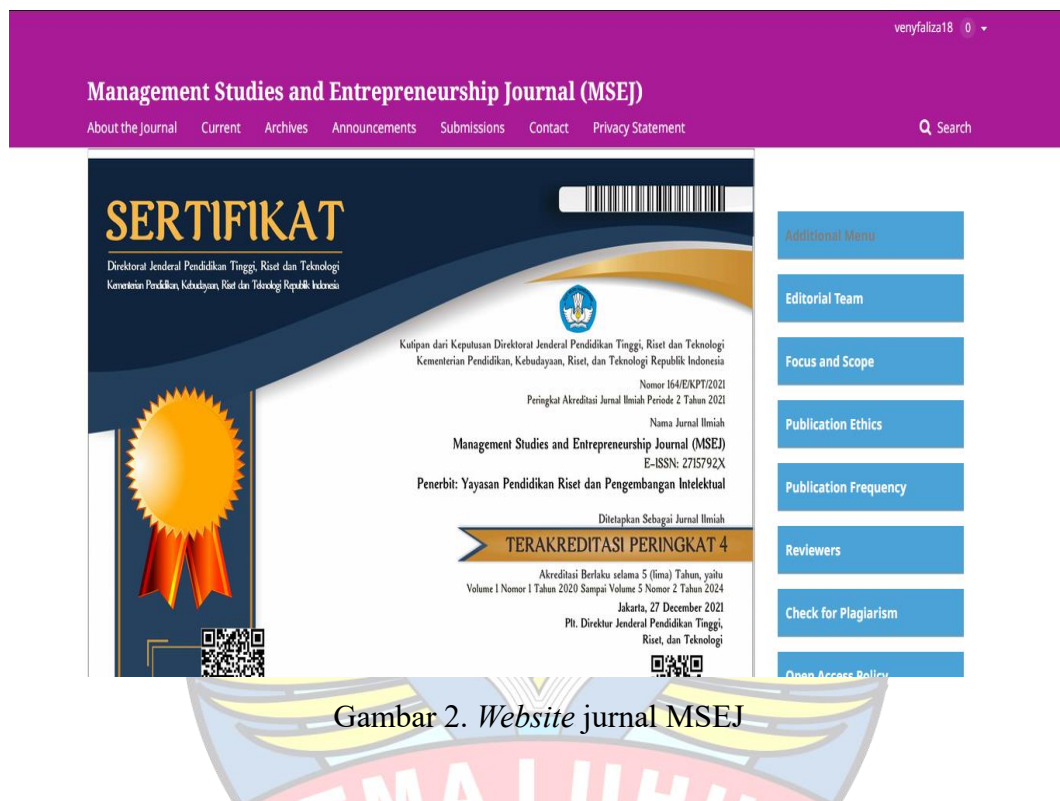 venyfaliza18 0
Management Studies and Entrepreneurship Journal (MSEJ)
About the Journal Current Archives Announcements Submissions Contact Privacy Statement Search
SERTIFIKAT
Direktorat Jenderal Pendidikan Tinggi, Riset dan Teknologi
Kementerian Pendidikan, Kebudayaan, Riset dan Teknologi Republik Indonesia
Kutipan dari Keputusan Direktorat Jenderal Pendidikan Tinggi, Riset dan Teknologi
Kementerian Pendidikan, Kebudayaan, Riset, dan Teknologi Republik Indonesia
Nomor 164/E/KPT/2021
Peringkat Akreditasi Jurnal Ilmiah Periode 2 Tahun 2021
Nama Jurnal Ilmiah
Management Studies and Entrepreneurship Journal (MSEJ)
E-ISSN: 2715792X
Penerbit: Yayasan Pendidikan Riset dan Pengembangan Intelektual
Ditetapkan Sebagai Jurnal Ilmiah
TERAKREDITASI PERINGKAT 4
Akreditasi Berlaku selama 5 (lima) Tahun, yaitu
Volume 1 Nomor 1 Tahun 2020 Sampai Volume 5 Nomor 2 Tahun 2024
Jakarta, 27 December 2021
Plt. Direktur Jenderal Pendidikan Tinggi,
Riset, dan Teknologi
Additional Menu
Editorial Team
Focus and Scope
Publication Ethics
Publication Frequency
Reviewers
Check for Plagiarism
Open Access Policy
Gambar 2. Website jurnal MSEJ
MA LUHU